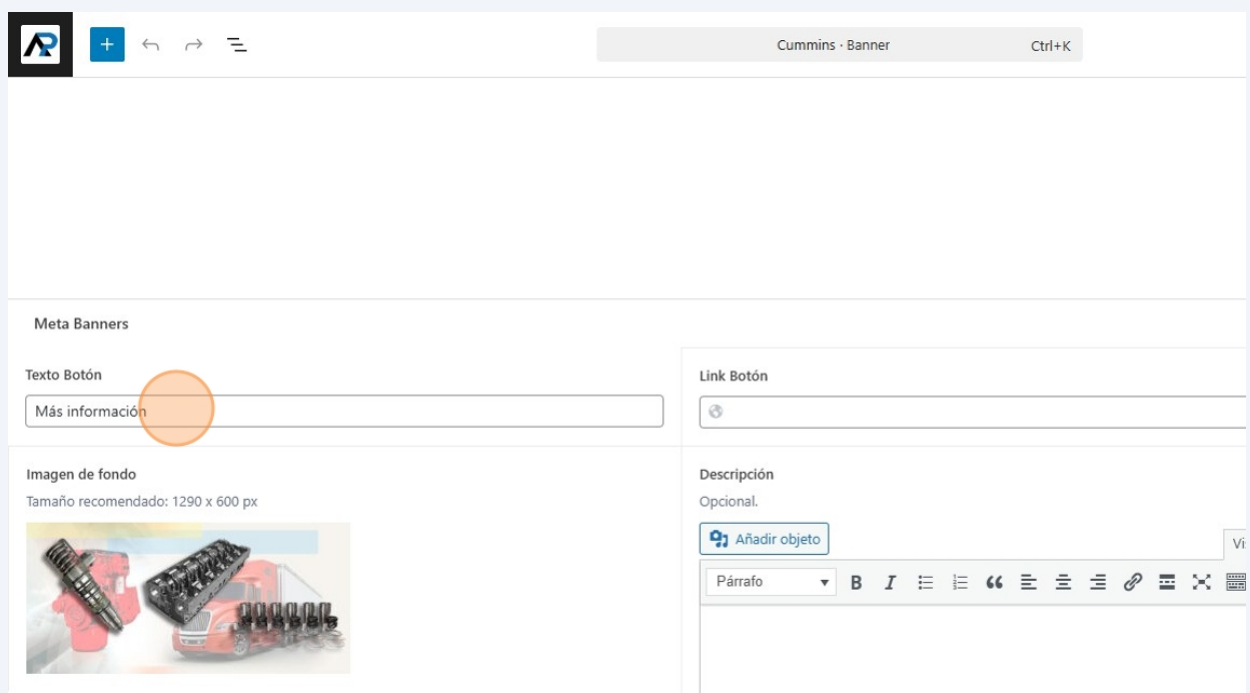 Cummins · Banner Ctrl+K
Meta Banners
Texto Botón
Más información
Link Botón
Imagen de fondo
Tamaño recomendado: 1290 x 600 px
Descripción
Opcional.
Añadir objeto
Vi
Párrafo